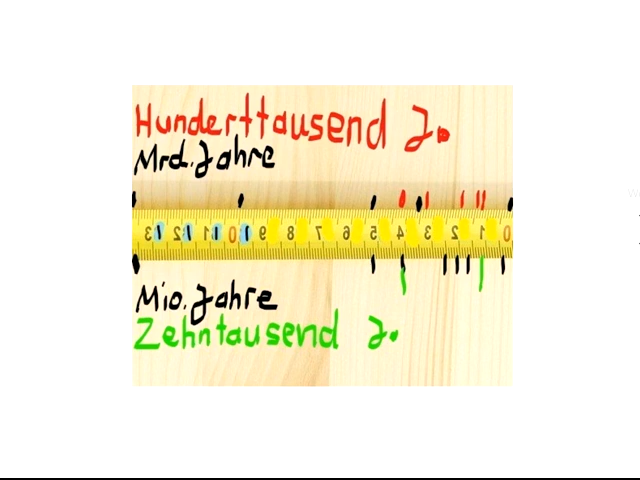 Hunderttausend J.
Mrd. Jahre
13 12 11 10 9 8 7 6 5 4 3 2 1 0
Mio. Jahre
Zehntausend J.